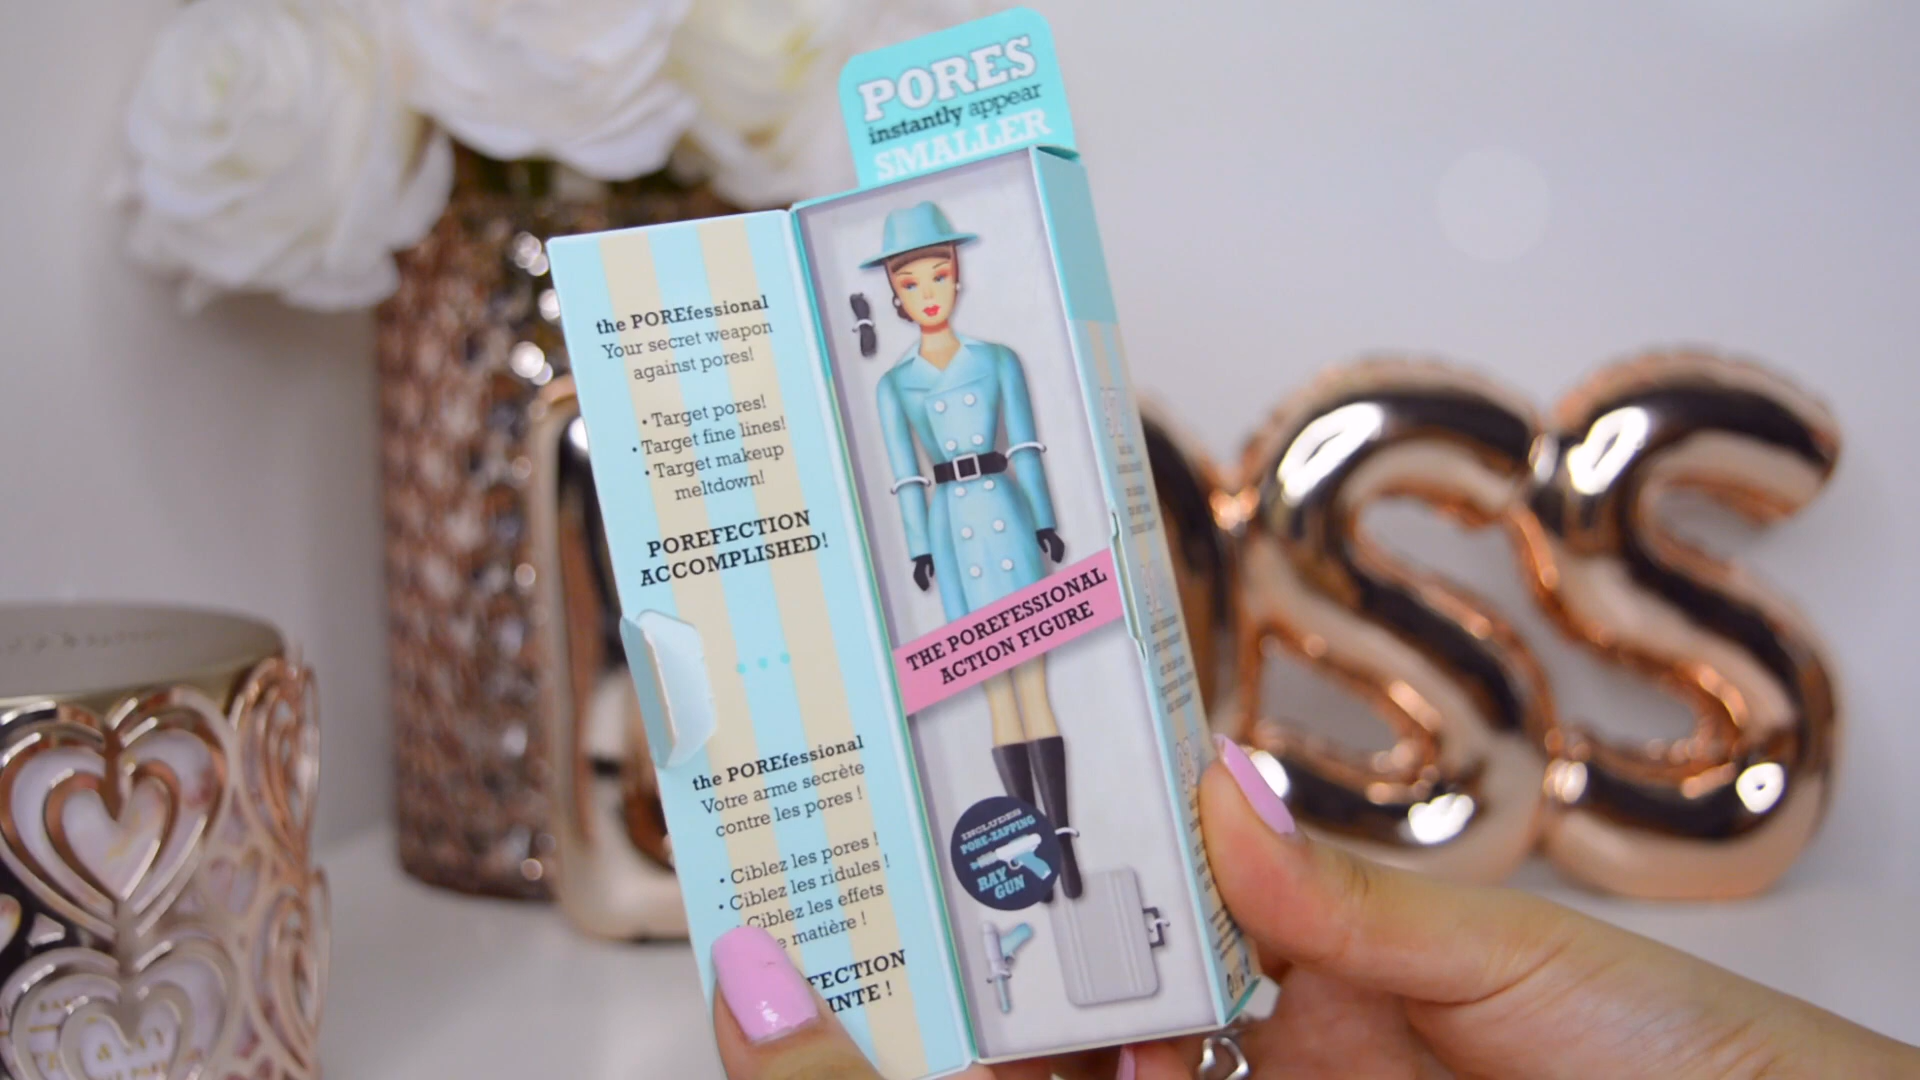 PORES
instantly appear
SMALLER
the POREfessional
Your secret weapon
against pores!
• Target pores!
• Target fine lines!
• Target makeup
meltdown!
POREFECTION
ACCOMPLISHED!
the POREfessional
Votre arme secrète
contre les pores !
• Ciblez les pores !
• Ciblez les ridules !
Ciblez les effets
matière !
FECTION
INTE !
THE POREFESSIONAL
ACTION FIGURE
INCLUDES
PORE-ZAPPING
RAY
GUN
SS